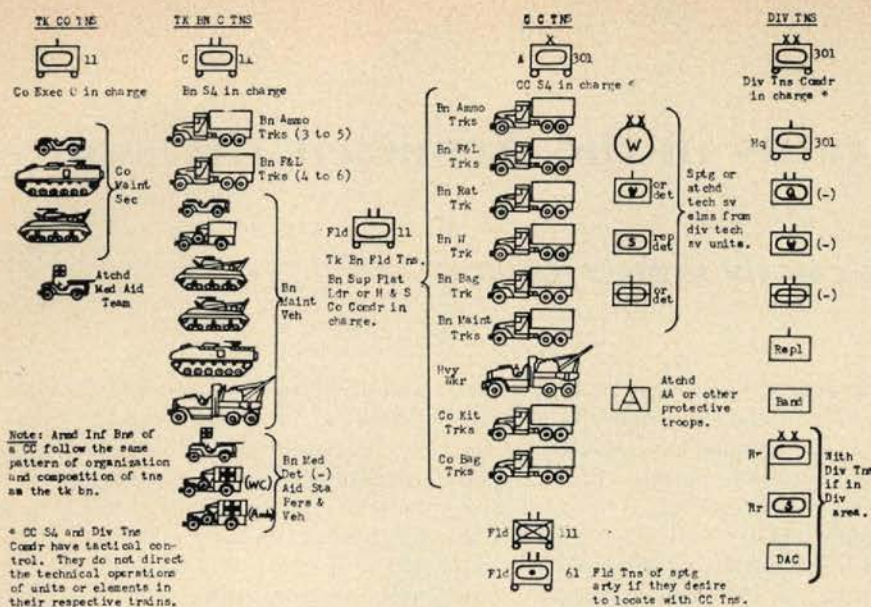 TK CO TNS
11
Co Exec O in charge
Co
Maint
Sec
Atchd
Med Aid
Team
Note: Armd Inf Bns of
a CC follow the same
pattern of organization
and composition of tns
as the tk bn.
* CC S4 and Div Tns
Comdr have tactical con-
trol. They do not direct
the technical operations
of units or elements in
their respective trains.
TK BN C TNS
C 11
Bn S4 in charge
Bn Ammo
Trks (3 to 5)
Bn F&L
Trks (4 to 6)
Bn
Maint
Veh
(WC)
(Amb)
Bn Med
Det (-)
Aid Sta
Pers &
Veh
Fld 11
Tk Bn Fld Tns.
Bn Sup Plat
Ldr or H & S
Co Comdr in
charge.
C C TNS
A X 301
CC S4 in charge *
Bn Ammo
Trks
Bn F&L
Trks
Bn Rat
Trk
Bn W
Trk
Bn Bag
Trk
Bn Maint
Trks
Hvy
Wkr
Co Kit
Trks
Co Bag
Trks
Fld 111
Fld 61
Fld Tns of sptg
arty if they desire
to locate with CC Tns.
XX
W
or
det
S rep
det
or
det
Sptg or
atchd
tech sv
elms from
div tech
sv units.
A
Atchd
AA or other
protective
troops.
DIV TNS
XX 301
Div Tns Comdr
in charge *
Hq 301
Q (-)
(-)
(-)
Repl
Band
XX
Rr
Rr S
DAC
With
Div Tns
if in
Div
area.